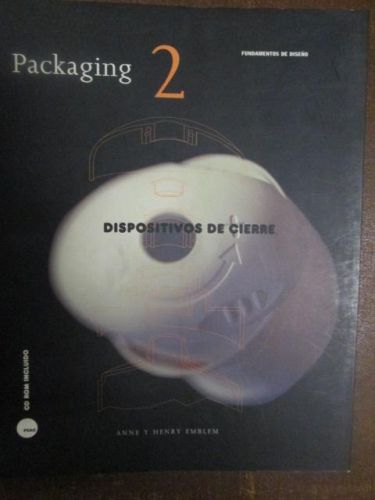 FUNDAMENTOS DE DISEÑO
Packaging 2
DISPOSITIVOS DE CIERRE
CD ROM INCLUIDO
ANNE Y HENRY EMBLEM